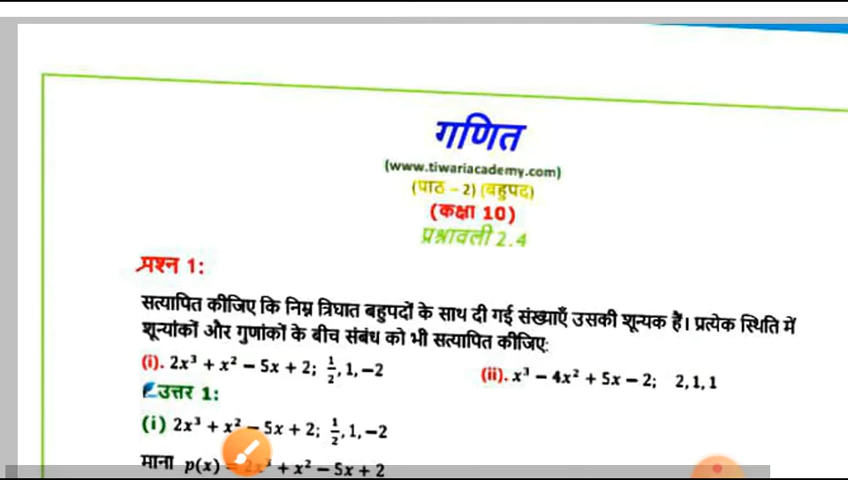 गणित
(www.tiwariacademy.com)
(पाठ - 2) (बहुपद)
(कक्षा 10)
प्रश्नावली 2.4
प्रश्न 1:
सत्यापित कीजिए कि निम्न त्रिघात बहुपदों के साथ दी गई संख्याएँ उसकी शून्यक हैं। प्रत्येक स्थिति में
शून्यांकों और गुणांकों के बीच संबंध को भी सत्यापित कीजिए:
(i). 2x³ + x² − 5x + 2; 1/2, 1, −2 (ii). x³ − 4x² + 5x − 2; 2, 1, 1
उत्तर 1:
(i) 2x³ + x² − 5x + 2; 1/2, 1, −2
माना p(x) = 2x³ + x² − 5x + 2